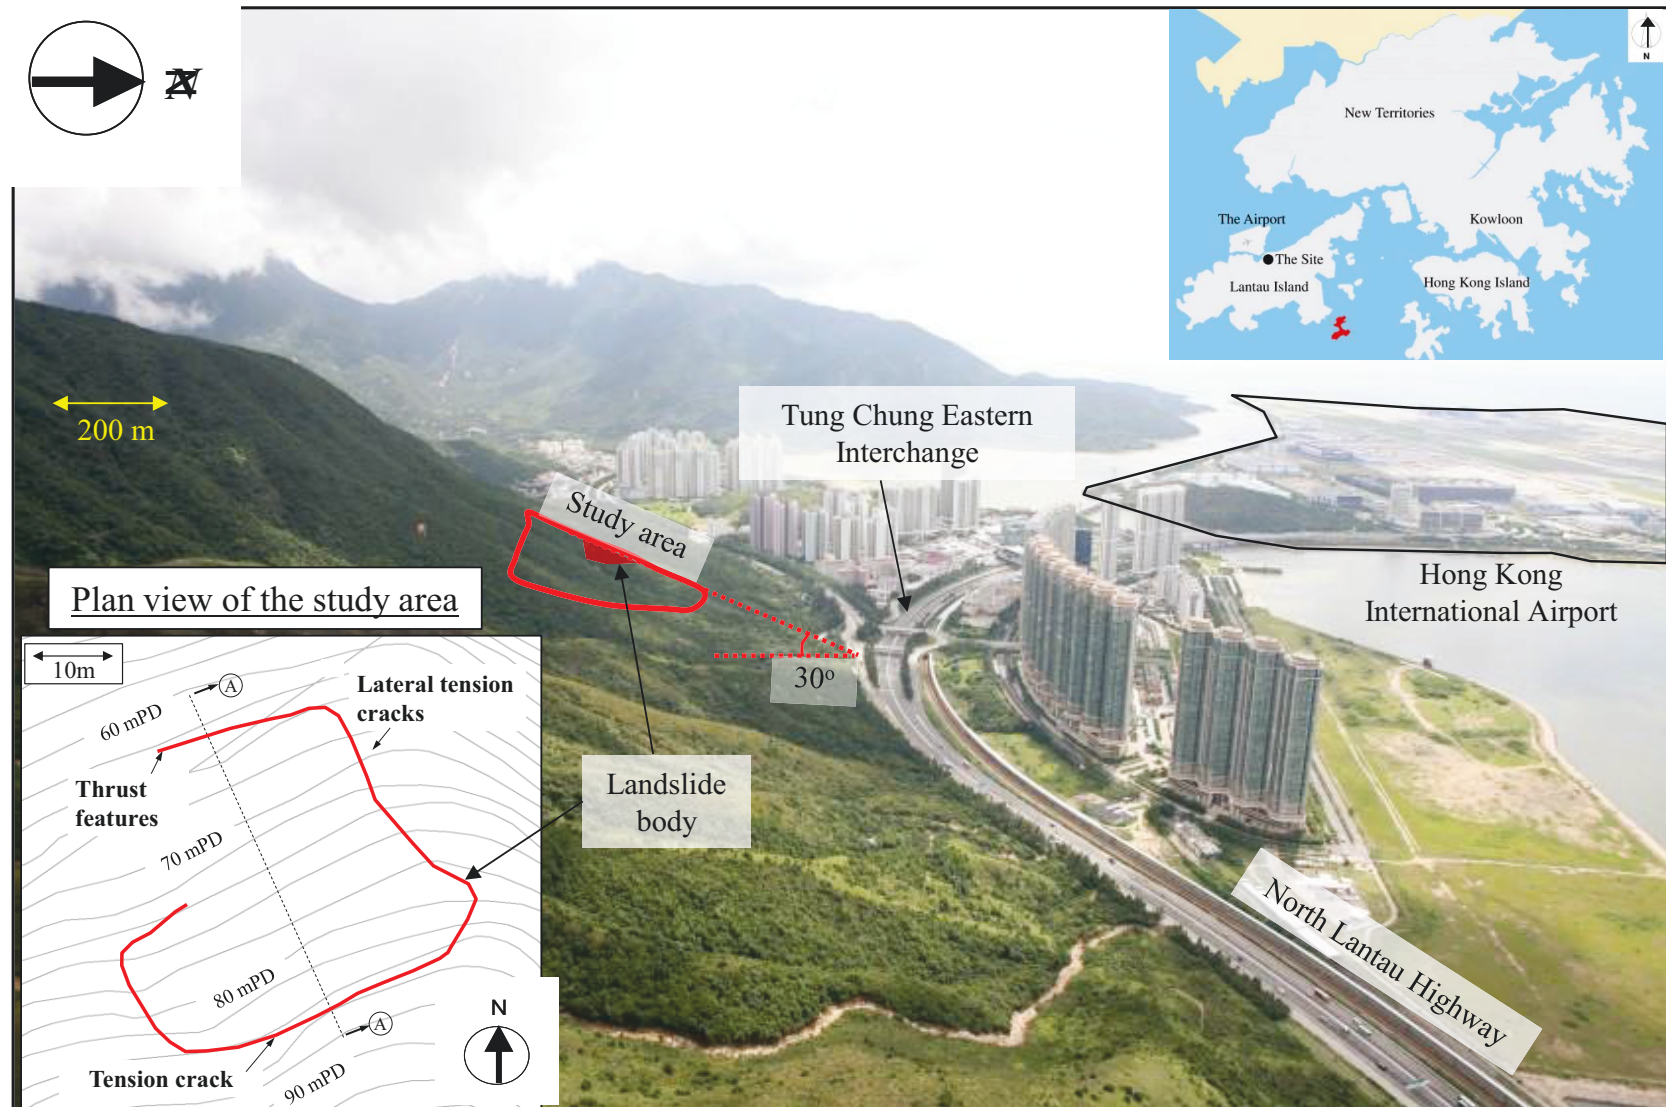 N
N
New Territories
The Airport
Kowloon
The Site
Lantau Island
Hong Kong Island
200 m
Tung Chung Eastern
Interchange
Study area
Hong Kong
International Airport
30°
Plan view of the study area
10m
A
60 mPD
Lateral tension
cracks
Thrust
features
70 mPD
Landslide
body
80 mPD
A
N
Tension crack
90 mPD
North Lantau Highway